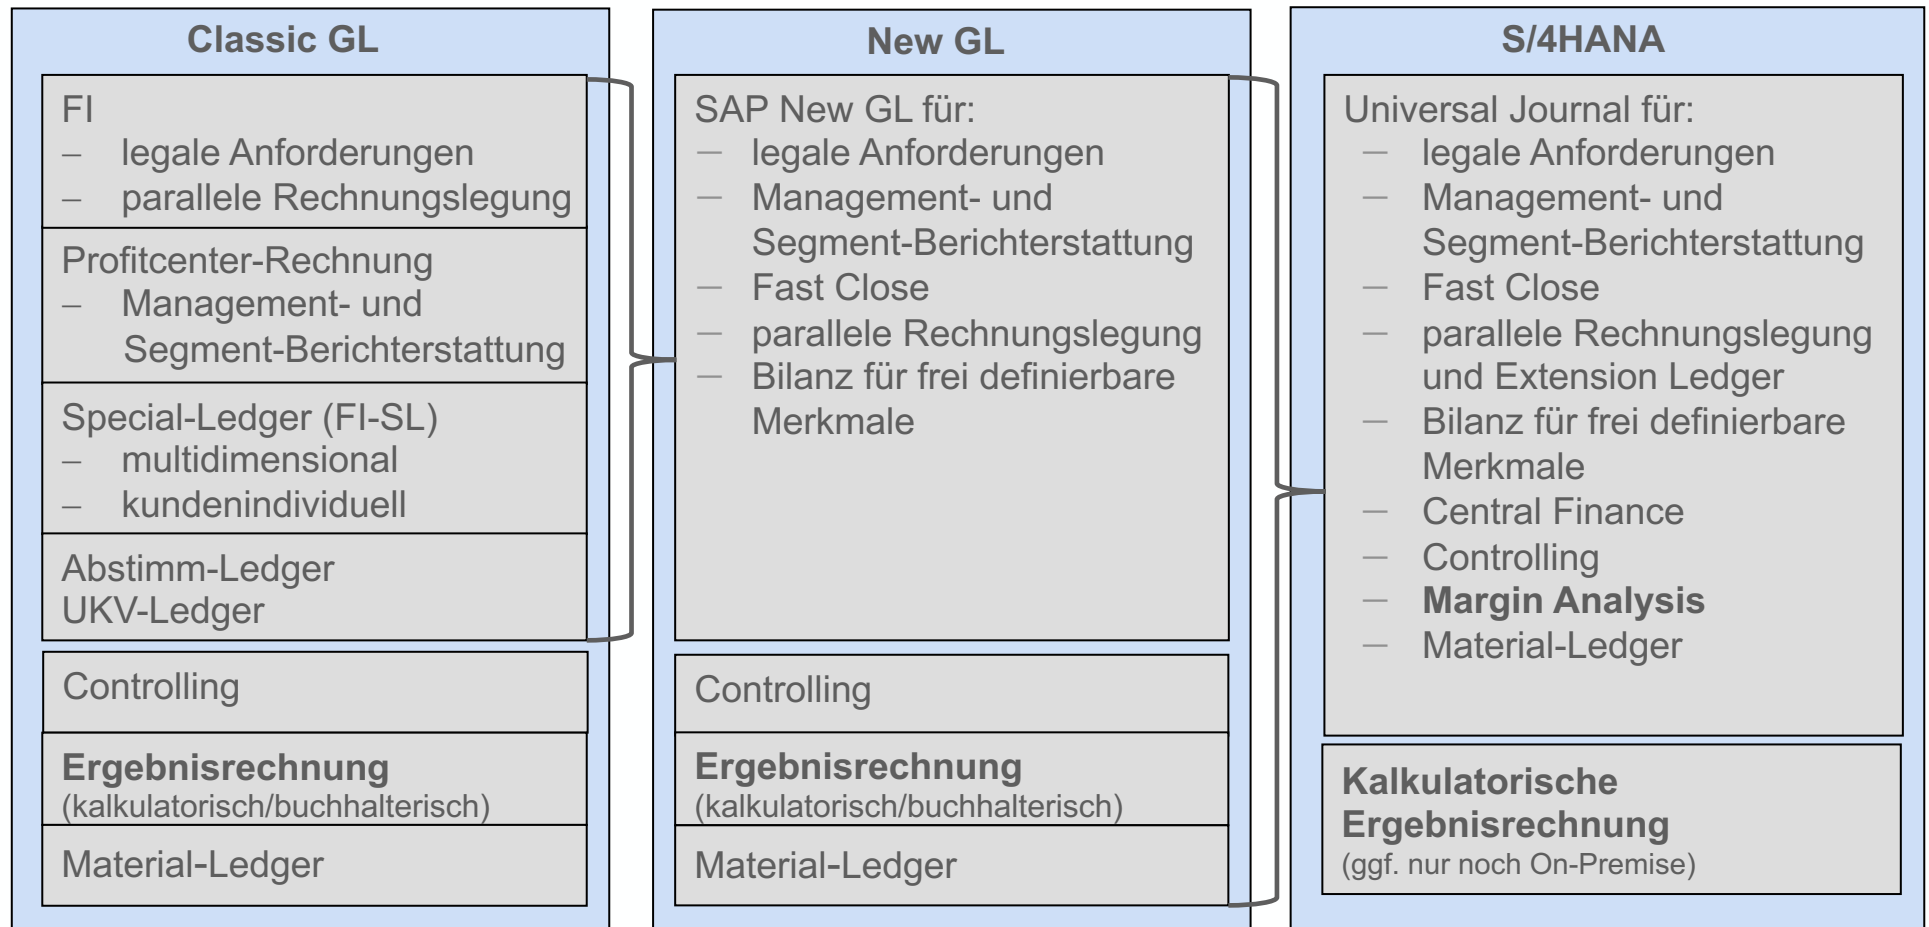 Classic GL
FI
– legale Anforderungen
– parallele Rechnungslegung
Profitcenter-Rechnung
– Management- und
Segment-Berichterstattung
Special-Ledger (FI-SL)
– multidimensional
– kundenindividuell
Abstimm-Ledger
UKV-Ledger
Controlling
Ergebnisrechnung
(kalkulatorisch/buchhalterisch)
Material-Ledger
New GL
SAP New GL für:
— legale Anforderungen
— Management- und
Segment-Berichterstattung
— Fast Close
— parallele Rechnungslegung
— Bilanz für frei definierbare
Merkmale
Controlling
Ergebnisrechnung
(kalkulatorisch/buchhalterisch)
Material-Ledger
S/4HANA
Universal Journal für:
— legale Anforderungen
— Management- und
Segment-Berichterstattung
— Fast Close
— parallele Rechnungslegung
und Extension Ledger
— Bilanz für frei definierbare
Merkmale
— Central Finance
— Controlling
— Margin Analysis
— Material-Ledger
Kalkulatorische
Ergebnisrechnung
(ggf. nur noch On-Premise)